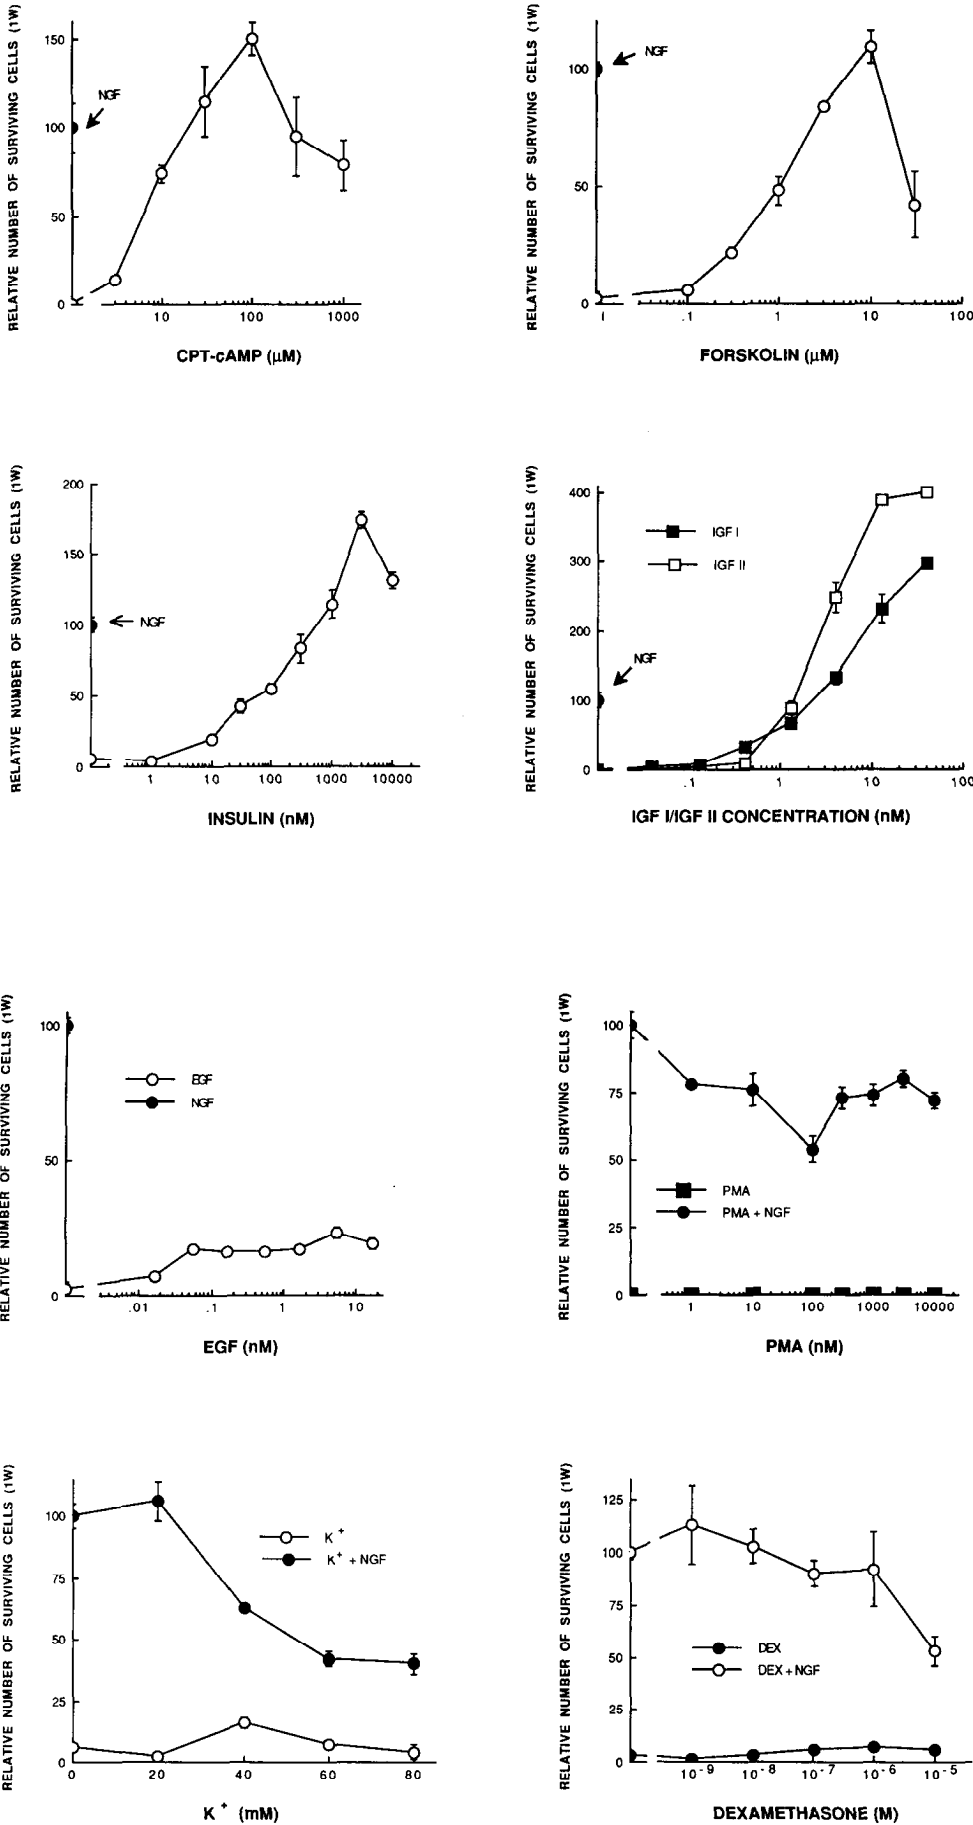 RELATIVE NUMBER OF SURVIVING CELLS (1W)
150
100
50
0
NGF
10
100
1000
CPT-cAMP (µM)
RELATIVE NUMBER OF SURVIVING CELLS (1W)
100
50
0
NGF
.1
1
10
100
FORSKOLIN (µM)
RELATIVE NUMBER OF SURVIVING CELLS (1W)
200
150
100
50
0
NGF
1
10
100
1000
10000
INSULIN (nM)
RELATIVE NUMBER OF SURVIVING CELLS (1W)
400
300
200
100
0
IGF I
IGF II
NGF
.1
1
10
100
IGF I/IGF II CONCENTRATION (nM)
RELATIVE NUMBER OF SURVIVING CELLS (1W)
100
50
0
EGF
NGF
.01
.1
1
10
EGF (nM)
RELATIVE NUMBER OF SURVIVING CELLS (1W)
100
75
50
25
0
PMA
PMA + NGF
1
10
100
1000
10000
PMA (nM)
RELATIVE NUMBER OF SURVIVING CELLS (1W)
100
75
50
25
0
K+
K+ + NGF
0
20
40
60
80
K+ (mM)
RELATIVE NUMBER OF SURVIVING CELLS (1W)
125
100
75
50
25
0
DEX
DEX + NGF
10-9
10-8
10-7
10-6
10-5
DEXAMETHASONE (M)